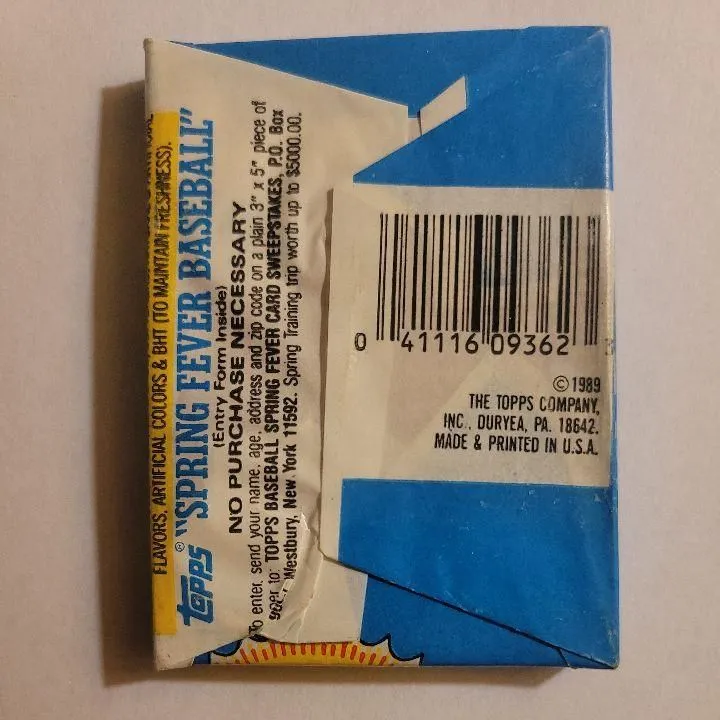 FLAVORS, ARTIFICIAL COLORS & BHT (TO MAINTAIN FRESHNESS).
TOPPS® "SPRING FEVER BASEBALL"
(Entry Form Inside)
NO PURCHASE NECESSARY
To enter, send your name, age, address and zip code on a plain 3" x 5" piece of
paper to: TOPPS BASEBALL SPRING FEVER CARD SWEEPSTAKES, P.O. Box
Westbury, New York 11592. Spring Training trip worth up to $5000.00.
0 41116 09362
©1989
THE TOPPS COMPANY,
INC., DURYEA, PA. 18642.
MADE & PRINTED IN U.S.A.